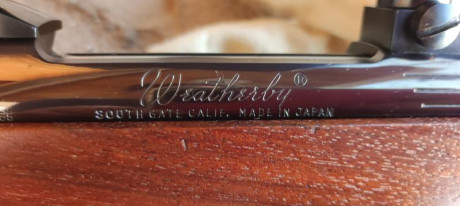 Weatherby®
SOUTH GATE CALIF. MADE IN JAPAN